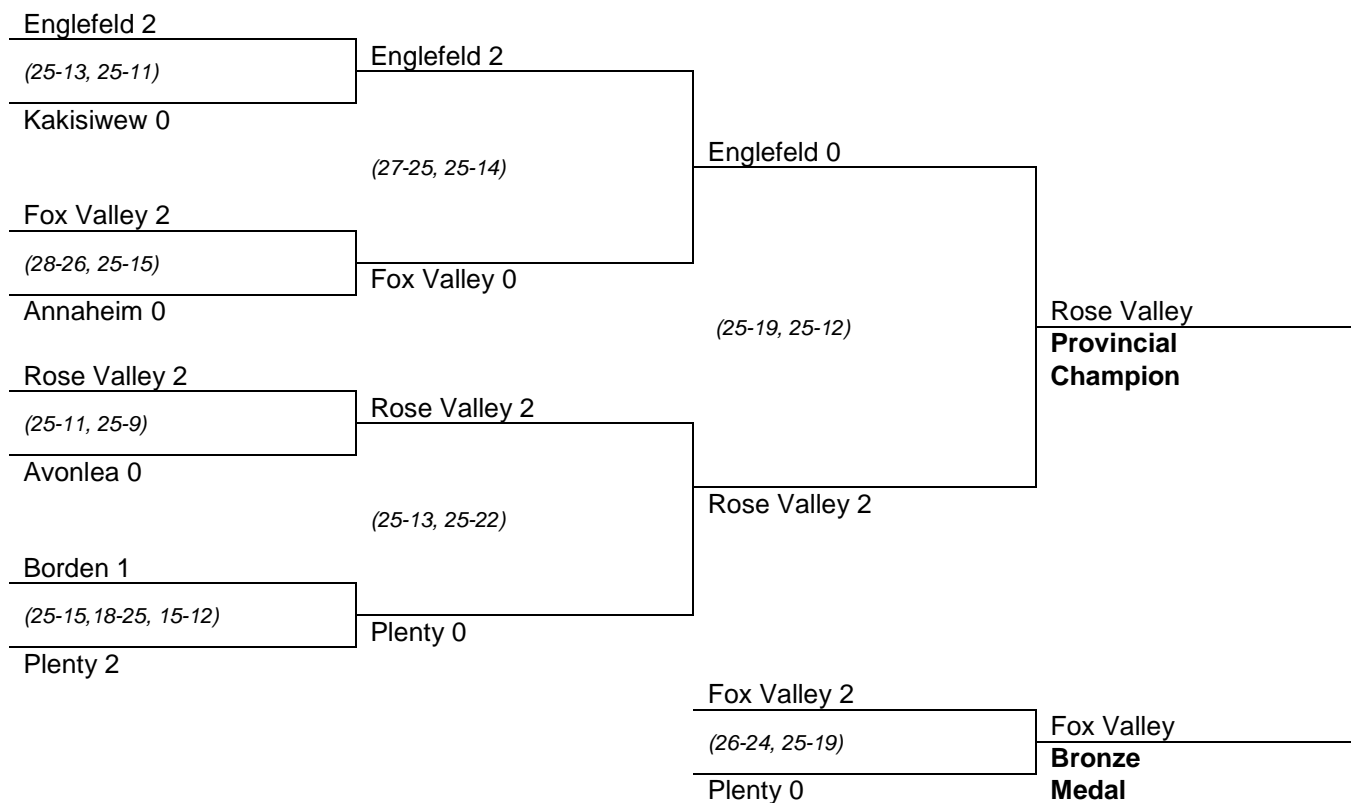 Englefeld 2
(25-13, 25-11)
Kakisiwew 0
Fox Valley 2
(28-26, 25-15)
Annaheim 0
Rose Valley 2
(25-11, 25-9)
Avonlea 0
Borden 1
(25-15,18-25, 15-12)
Plenty 2
Englefeld 2
(27-25, 25-14)
Fox Valley 0
Rose Valley 2
(25-13, 25-22)
Plenty 0
Englefeld 0
(25-19, 25-12)
Rose Valley 2
Rose Valley
Provincial
Champion
Fox Valley 2
(26-24, 25-19)
Plenty 0
Fox Valley
Bronze
Medal